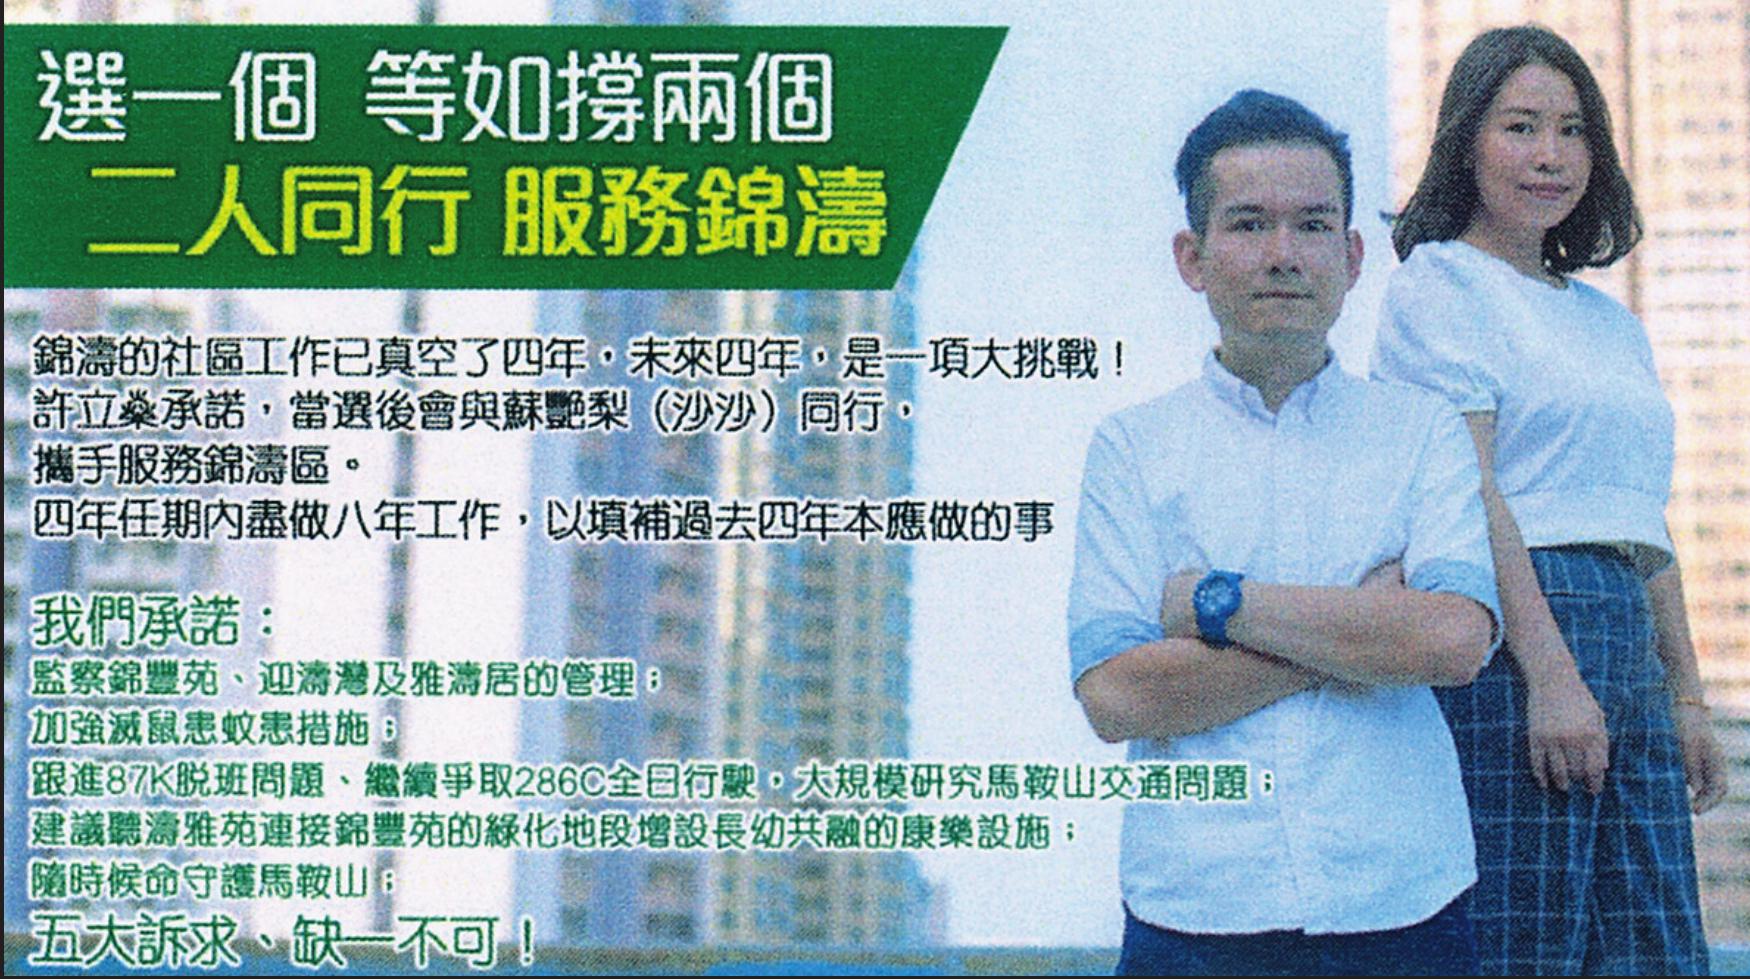 選一個 等如撐兩個
二人同行 服務錦濤
錦濤的社區工作已真空了四年，未來四年，是一項大挑戰！
許立燊承諾，當選後會與蘇艷梨（沙沙）同行，
攜手服務錦濤區。
四年任期內盡做八年工作，以填補過去四年本應做的事
我們承諾：
監察錦豐苑、迎濤灣及雅濤居的管理；
加強滅鼠患蚊患措施；
跟進87K脫班問題、繼續爭取286C全日行駛，大規模研究馬鞍山交通問題；
建議聽濤雅苑連接錦豐苑的綠化地段增設長幼共融的康樂設施；
隨時候命守護馬鞍山；
五大訴求、缺一不可！